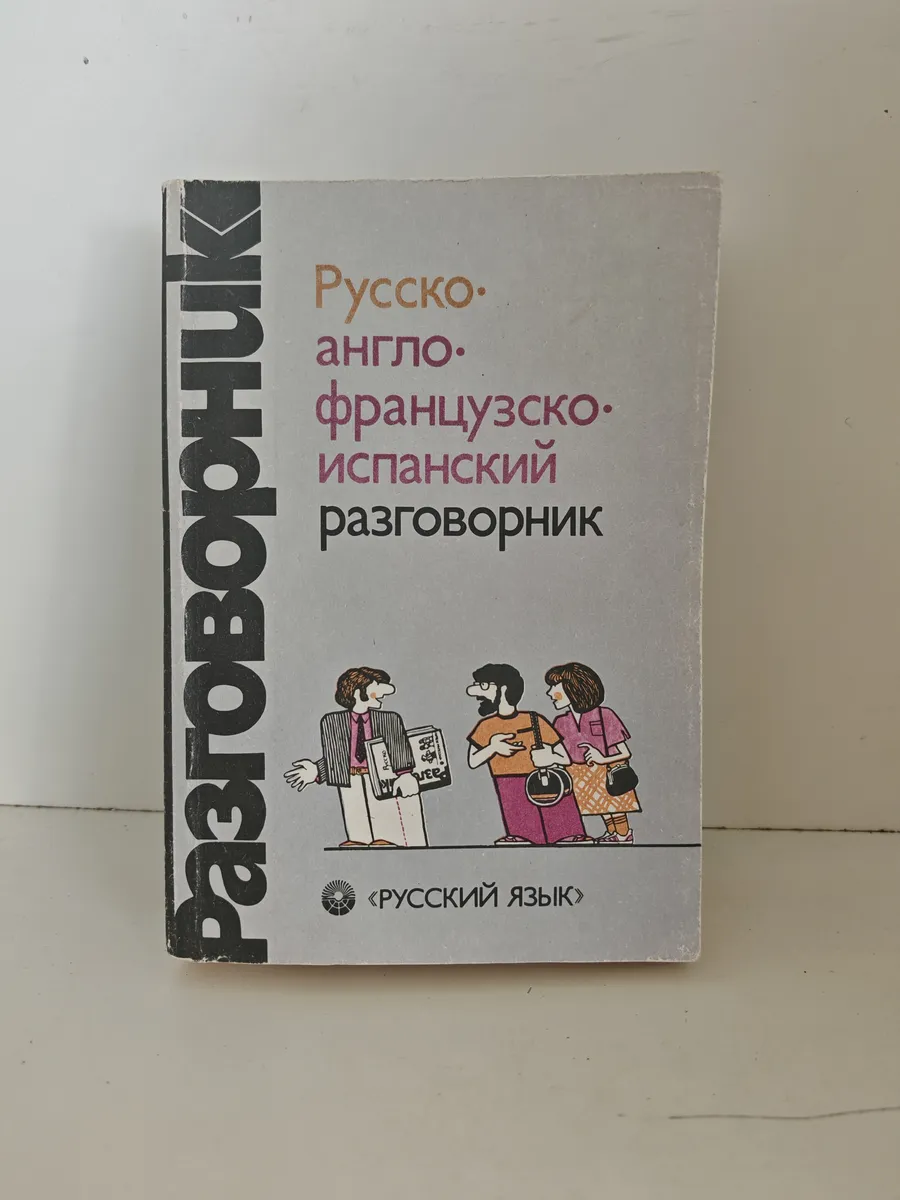 Разговорник
Русско-
англо-
французско-
испанский
разговорник
«РУССКИЙ ЯЗЫК»